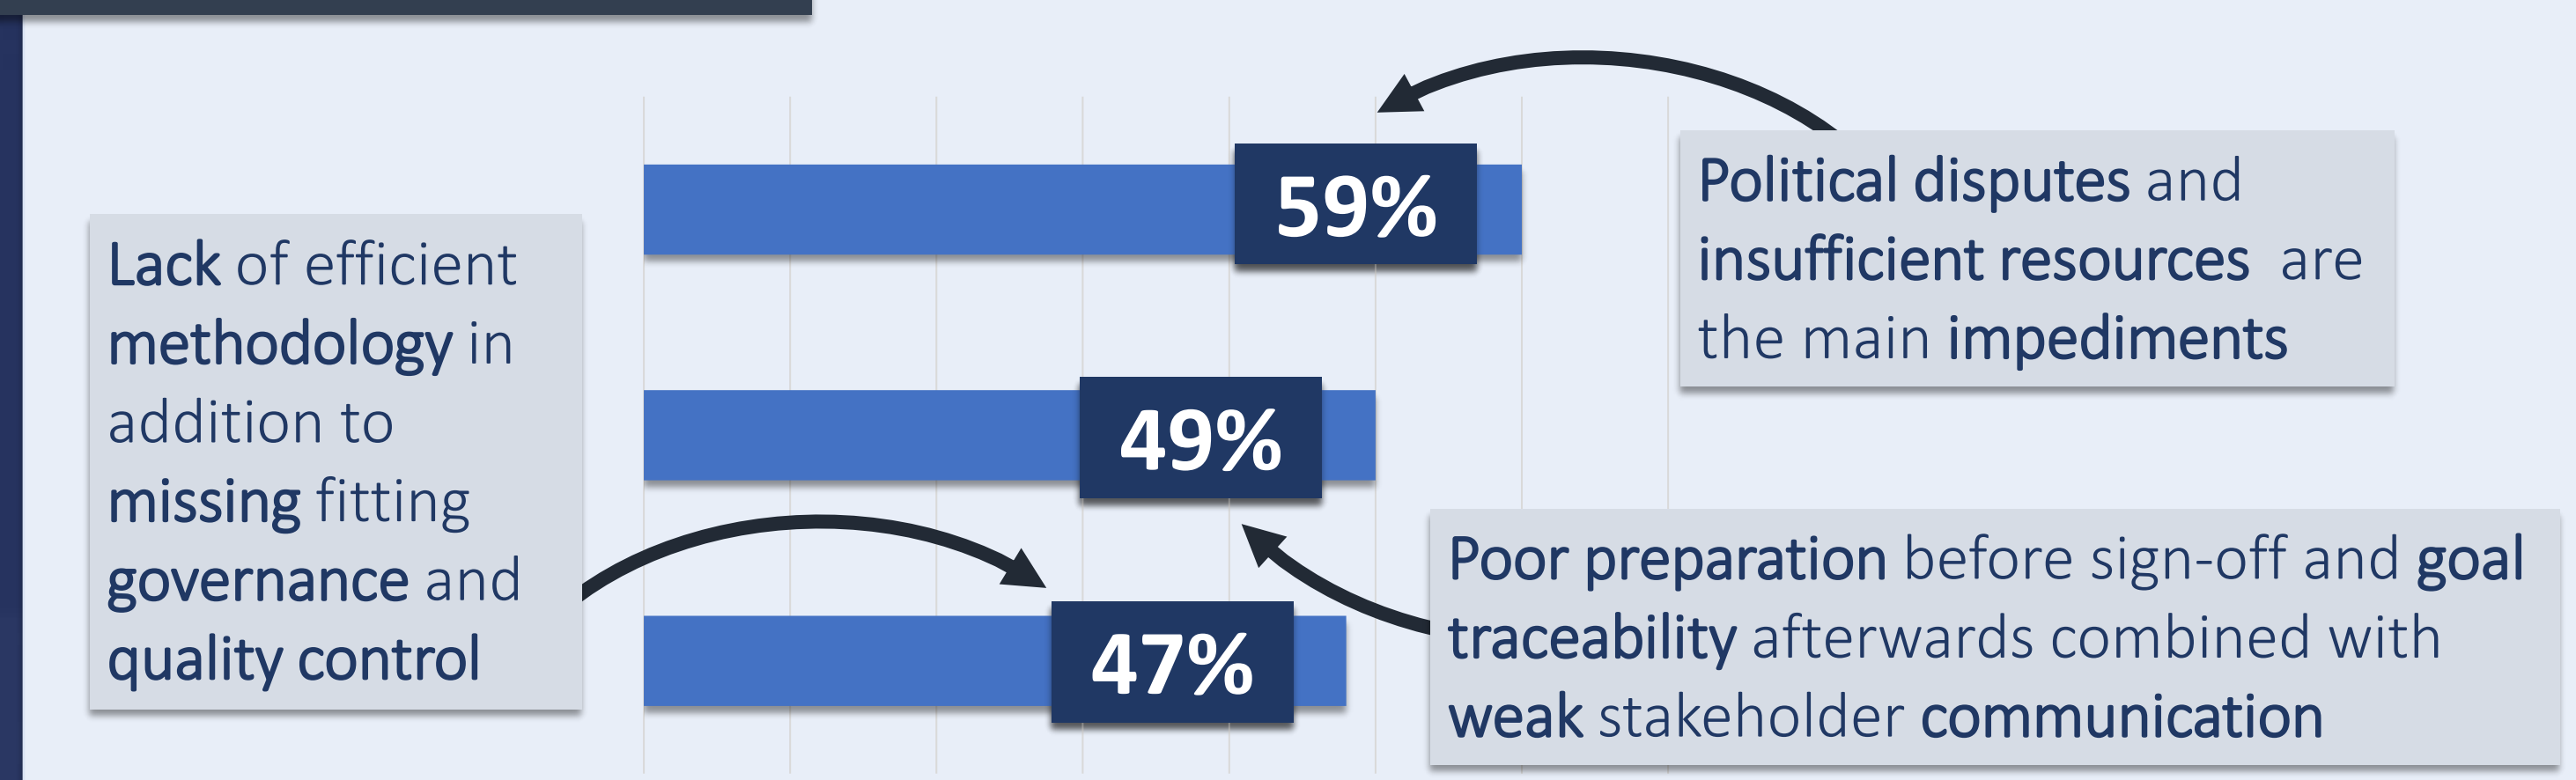 59%
Political disputes and
insufficient resources  are
the main impediments
Lack of efficient
methodology in
addition to
missing fitting
governance and
quality control
49%
Poor preparation before sign-off and goal
traceability afterwards combined with
weak stakeholder communication
47%